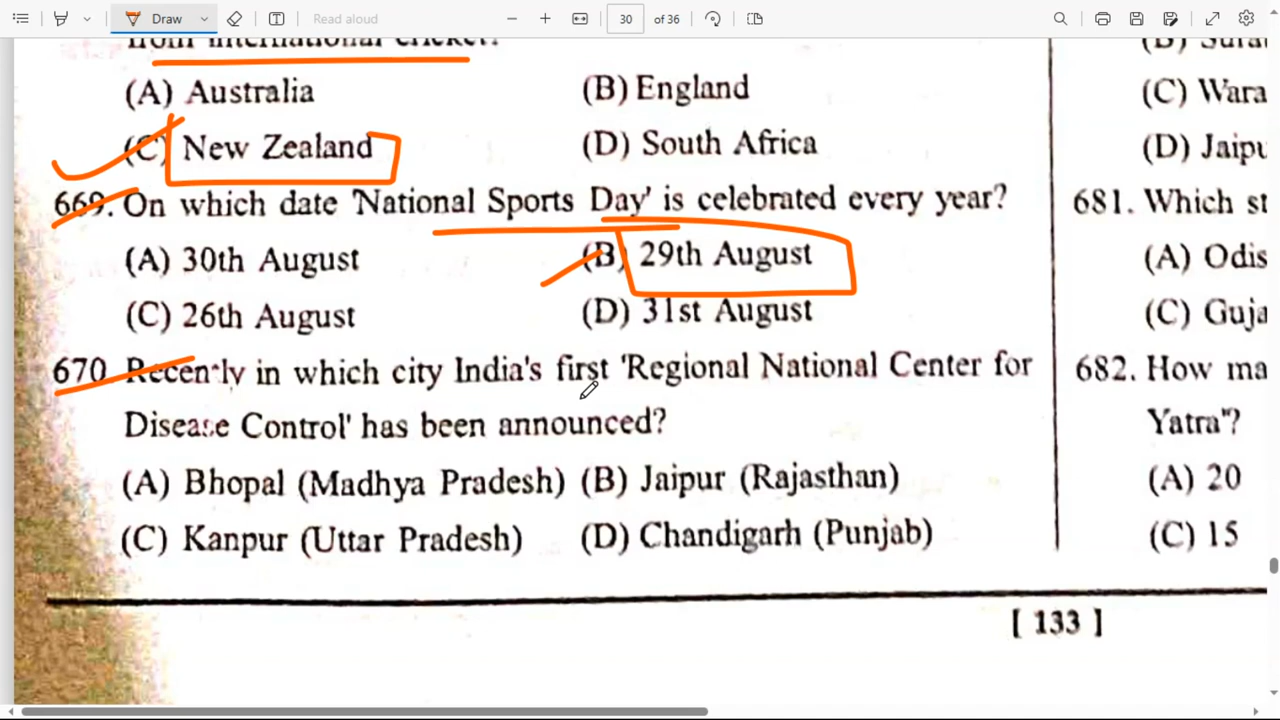 Draw
Read aloud
30 of 36
from international cricket?
(A) Australia
(B) England
(C) New Zealand
(D) South Africa
669. On which date 'National Sports Day' is celebrated every year?
(A) 30th August
(B) 29th August
(C) 26th August
(D) 31st August
670. Recently in which city India's first 'Regional National Center for
Disease Control' has been announced?
(A) Bhopal (Madhya Pradesh)
(B) Jaipur (Rajasthan)
(C) Kanpur (Uttar Pradesh)
(D) Chandigarh (Punjab)
(C) Wara
(D) Jaipu
681. Which st
(A) Odis
(C) Guja
682. How ma
Yatra"?
(A) 20
(C) 15
[ 133 ]